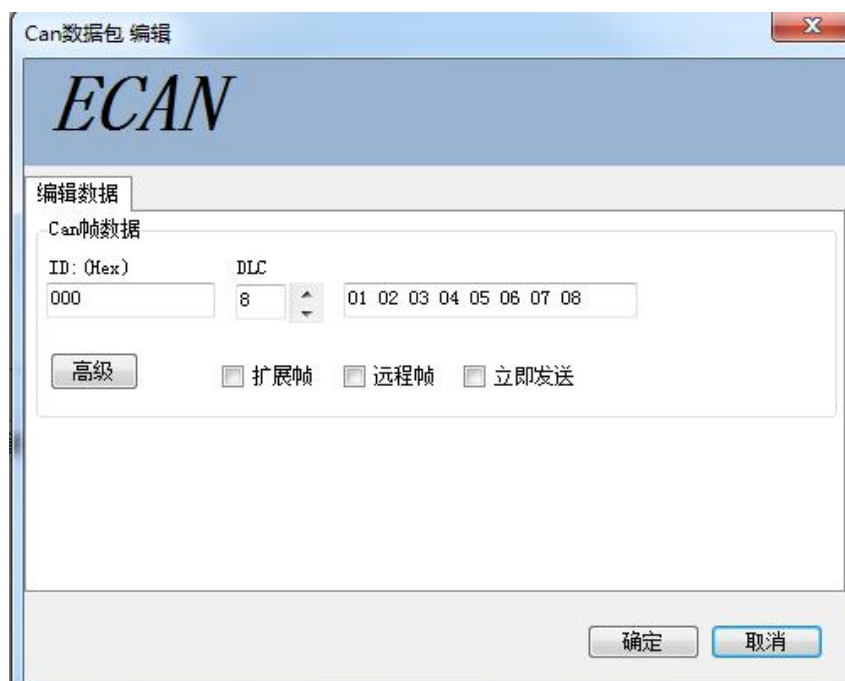 Can数据包 编辑
ECAN
编辑数据
Can帧数据
ID:(Hex) DLC
000 8 01 02 03 04 05 06 07 08
高级 扩展帧 远程帧 立即发送
确定 取消